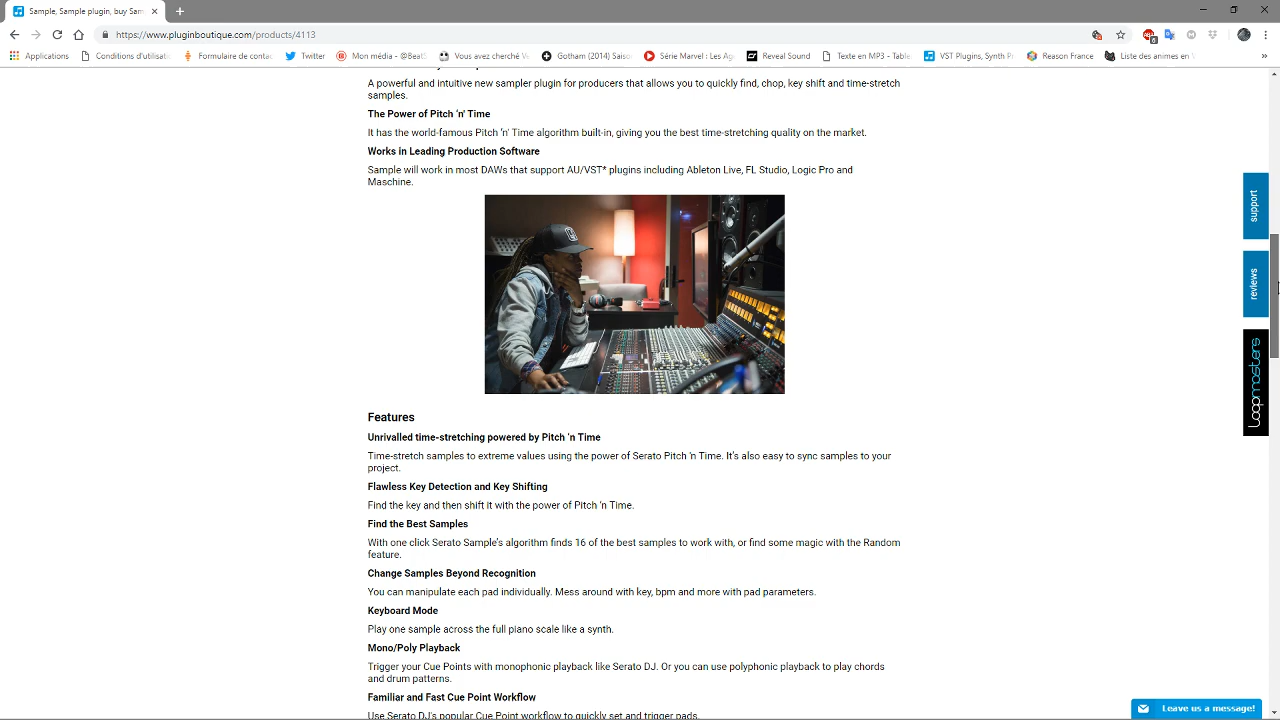 Sample, Sample plugin, buy Sam
https://www.pluginboutique.com/products/4113
Applications
Conditions d'utilisati
Formulaire de contac
Twitter
Mon média - @Beat
Vous avez cherché V
Gotham (2014) Saiso
Série Marvel : Les Ag
Reveal Sound
Texte en MP3 - Table
VST Plugins, Synth P
Reason France
Liste des animes en V
A powerful and intuitive new sampler plugin for producers that allows you to quickly find, chop, key shift and time-stretch
samples.
The Power of Pitch 'n' Time
It has the world-famous Pitch 'n' Time algorithm built-in, giving you the best time-stretching quality on the market.
Works in Leading Production Software
Sample will work in most DAWs that support AU/VST* plugins including Ableton Live, FL Studio, Logic Pro and
Maschine.
support
reviews
Loopmasters
Features
Unrivalled time-stretching powered by Pitch 'n Time
Time-stretch samples to extreme values using the power of Serato Pitch 'n Time. It's also easy to sync samples to your
project.
Flawless Key Detection and Key Shifting
Find the key and then shift it with the power of Pitch 'n Time.
Find the Best Samples
With one click Serato Sample's algorithm finds 16 of the best samples to work with, or find some magic with the Random
feature.
Change Samples Beyond Recognition
You can manipulate each pad individually. Mess around with key, bpm and more with pad parameters.
Keyboard Mode
Play one sample across the full piano scale like a synth.
Mono/Poly Playback
Trigger your Cue Points with monophonic playback like Serato DJ. Or you can use polyphonic playback to play chords
and drum patterns.
Familiar and Fast Cue Point Workflow
Use Serato DJ's popular Cue Point workflow to quickly set and trigger pads.
Leave us a message!